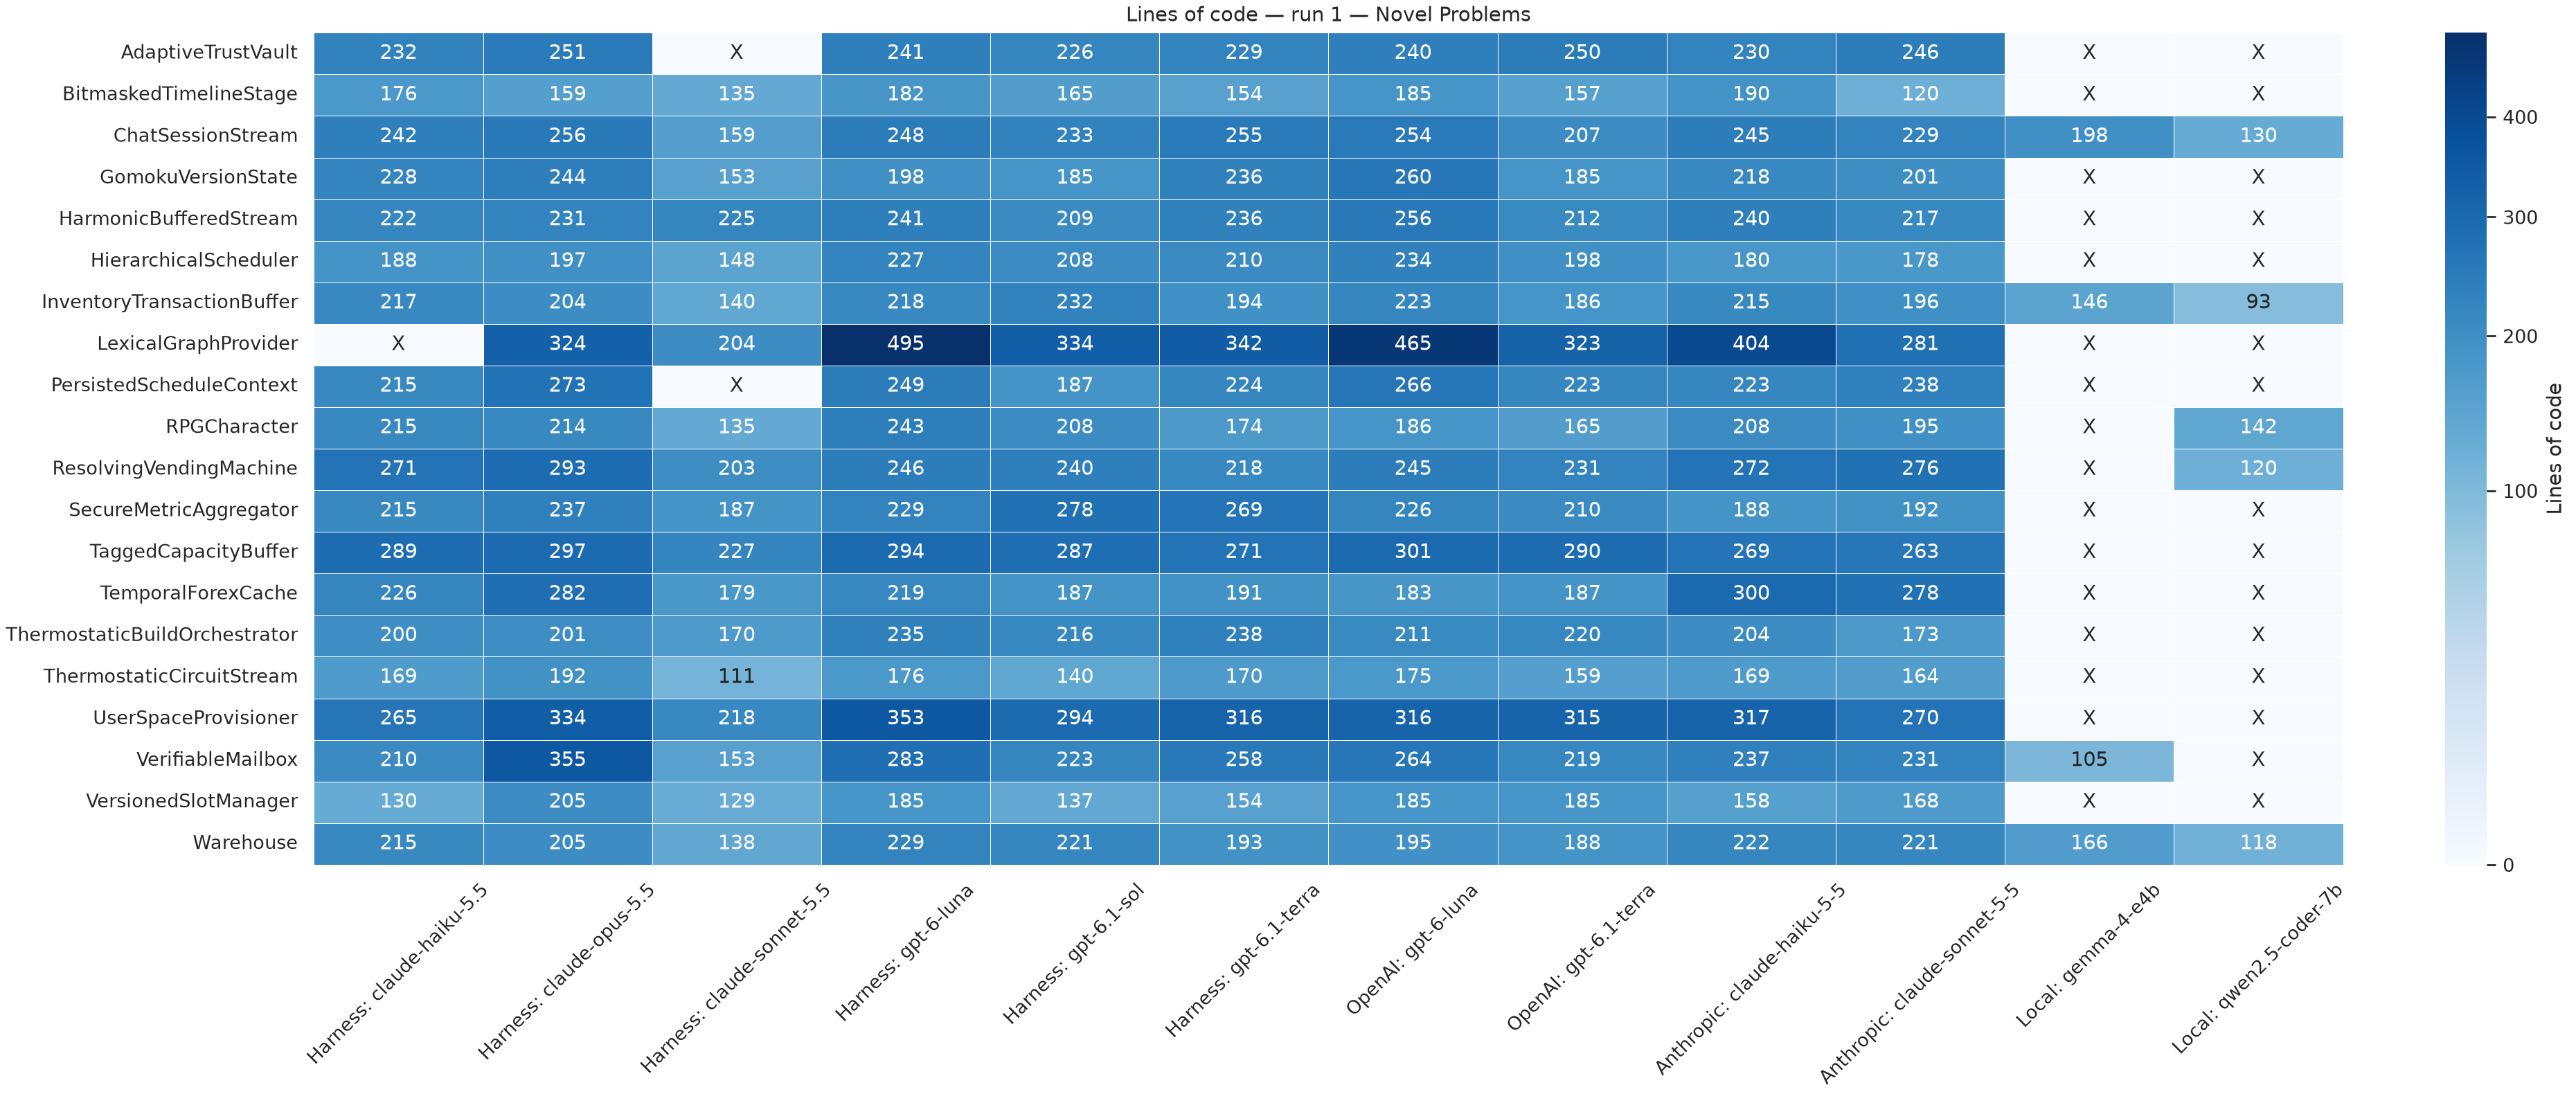 Lines of code — run 1 — Novel Problems
AdaptiveTrustVault 232 251 X 241 226 229 240 250 230 246 X X
BitmaskedTimelineStage 176 159 135 182 165 154 185 157 190 120 X X
ChatSessionStream 242 256 159 248 233 255 254 207 245 229 198 130
GomokuVersionState 228 244 153 198 185 236 260 185 218 201 X X
HarmonicBufferedStream 222 231 225 241 209 236 256 212 240 217 X X
HierarchicalScheduler 188 197 148 227 208 210 234 198 180 178 X X
InventoryTransactionBuffer 217 204 140 218 232 194 223 186 215 196 146 93
LexicalGraphProvider X 324 204 495 334 342 465 323 404 281 X X
PersistedScheduleContext 215 273 X 249 187 224 266 223 223 238 X X
RPGCharacter 215 214 135 243 208 174 186 165 208 195 X 142
ResolvingVendingMachine 271 293 203 246 240 218 245 231 272 276 X 120
SecureMetricAggregator 215 237 187 229 278 269 226 210 188 192 X X
TaggedCapacityBuffer 289 297 227 294 287 271 301 290 269 263 X X
TemporalForexCache 226 282 179 219 187 191 183 187 300 278 X X
ThermostaticBuildOrchestrator 200 201 170 235 216 238 211 220 204 173 X X
ThermostaticCircuitStream 169 192 111 176 140 170 175 159 169 164 X X
UserSpaceProvisioner 265 334 218 353 294 316 316 315 317 270 X X
VerifiableMailbox 210 355 153 283 223 258 264 219 237 231 105 X
VersionedSlotManager 130 205 129 185 137 154 185 185 158 168 X X
Warehouse 215 205 138 229 221 193 195 188 222 221 166 118
Harness: claude-haiku-5.5
Harness: claude-opus-5.5
Harness: claude-sonnet-5.5
Harness: gpt-6-luna
Harness: gpt-6.1-sol
Harness: gpt-6.1-terra
OpenAI: gpt-6-luna
OpenAI: gpt-6.1-terra
Anthropic: claude-haiku-5-5
Anthropic: claude-sonnet-5-5
Local: gemma-4-e4b
Local: qwen2.5-coder-7b
400
300
200
100
0
Lines of code